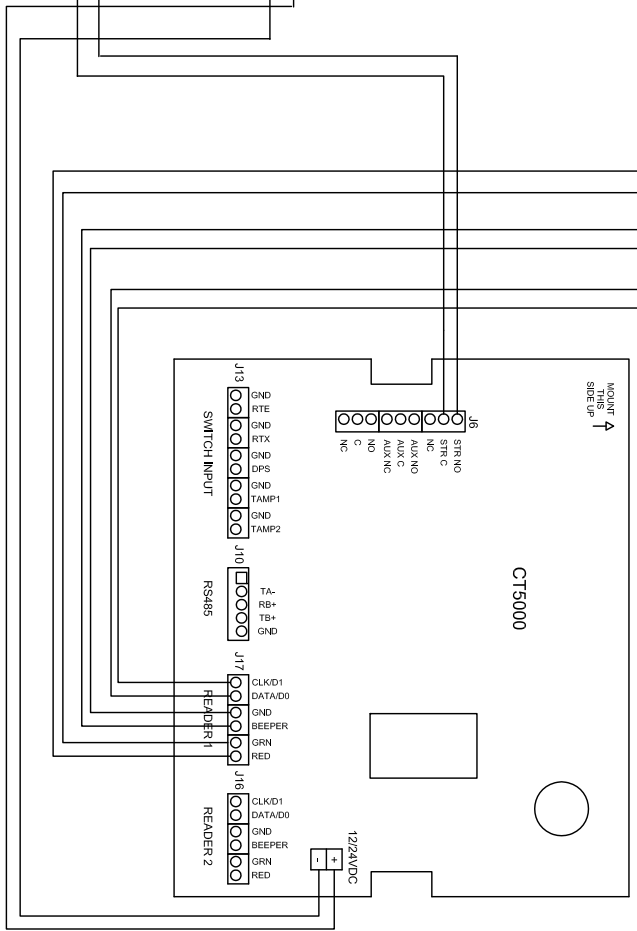 MOUNT
THIS
SIDE UP
J6
STR NO
STR C
NC
AUX NO
AUX C
AUX NC
NO
C
NC
J13
GND
RTE
GND
RTX
GND
DPS
GND
TAMP1
GND
TAMP2
SWITCH INPUT
CT5000
J10
TA-
RB+
TB+
GND
RS485
J17
CLK/D1
DATA/D0
GND
BEEPER
GRN
RED
READER 1
J16
CLK/D1
DATA/D0
GND
BEEPER
GRN
RED
READER 2
12/24VDC
- +